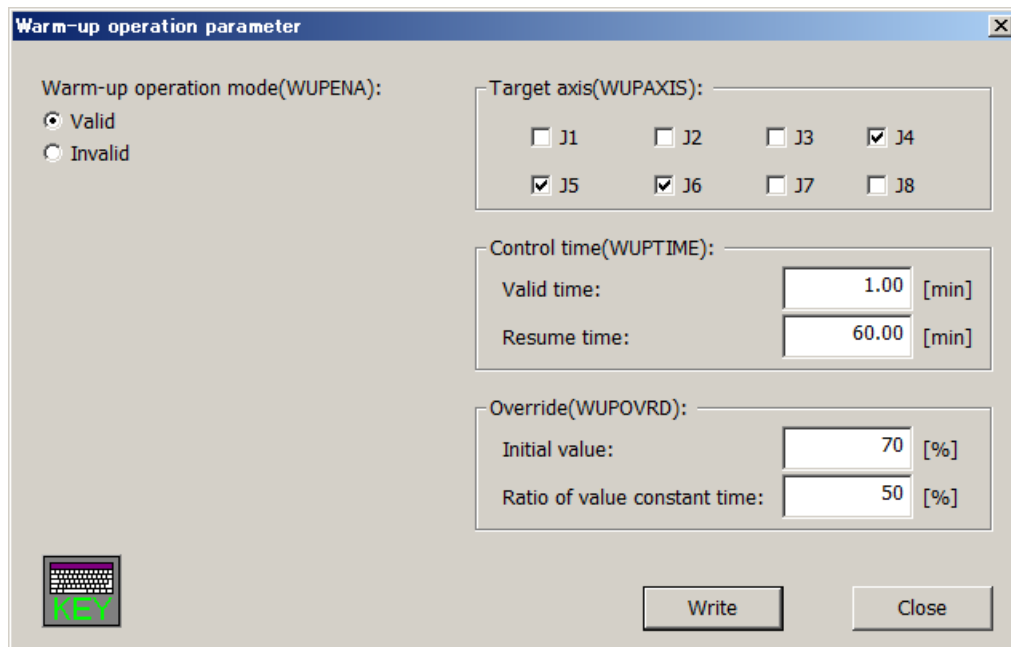 Warm-up operation parameter
Warm-up operation mode(WUPENA):
Valid
Invalid
Target axis(WUPAXIS):
J1 J2 J3 J4
J5 J6 J7 J8
Control time(WUPTIME):
Valid time: 1.00 [min]
Resume time: 60.00 [min]
Override(WUPOVRD):
Initial value: 70 [%]
Ratio of value constant time: 50 [%]
KEY
Write Close